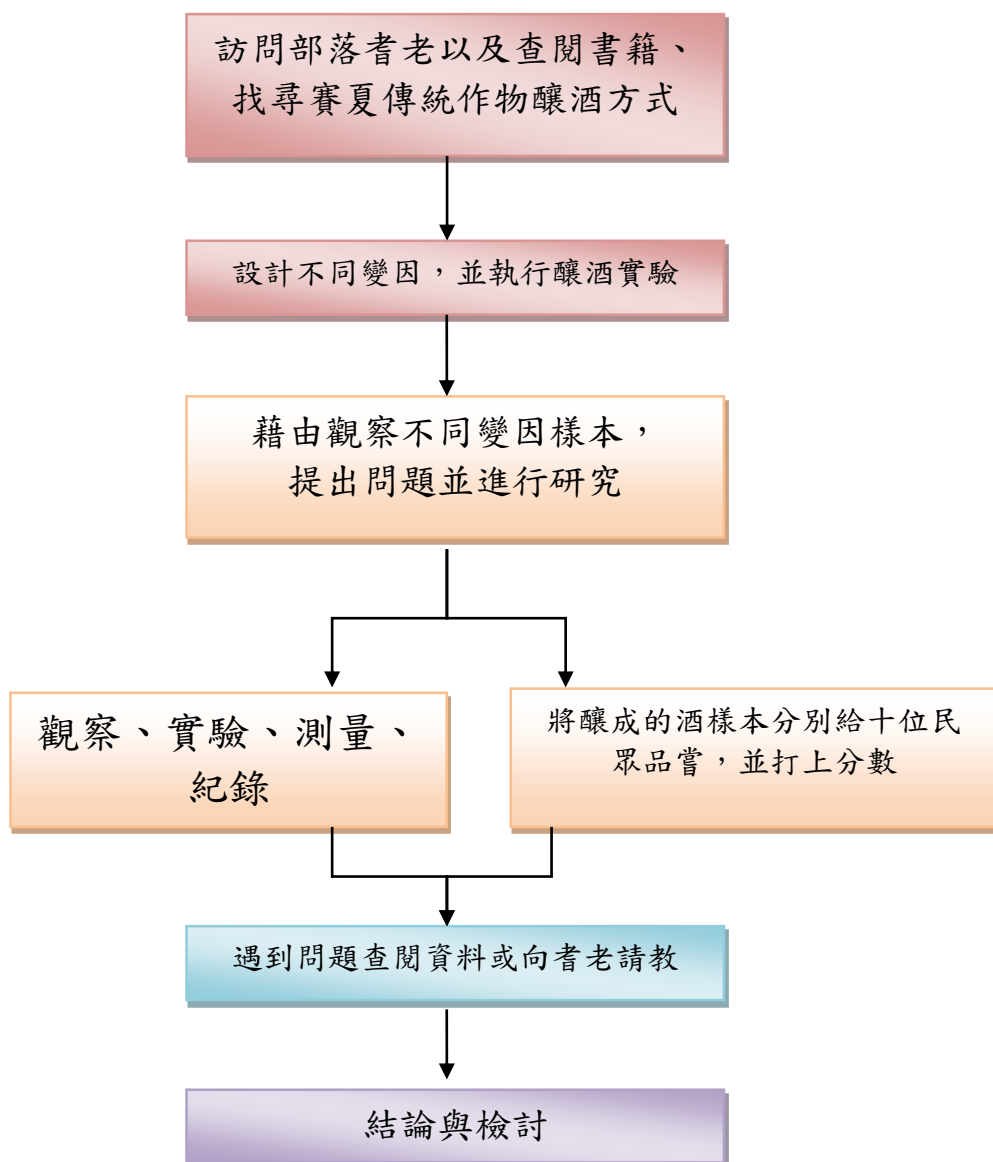 訪問部落耆老以及查閱書籍、
找尋賽夏傳統作物釀酒方式
設計不同變因，並執行釀酒實驗
藉由觀察不同變因樣本，
提出問題並進行研究
觀察、實驗、測量、
紀錄
將釀成的酒樣本分別給十位民
眾品嘗，並打上分數
遇到問題查閱資料或向耆老請教
結論與檢討